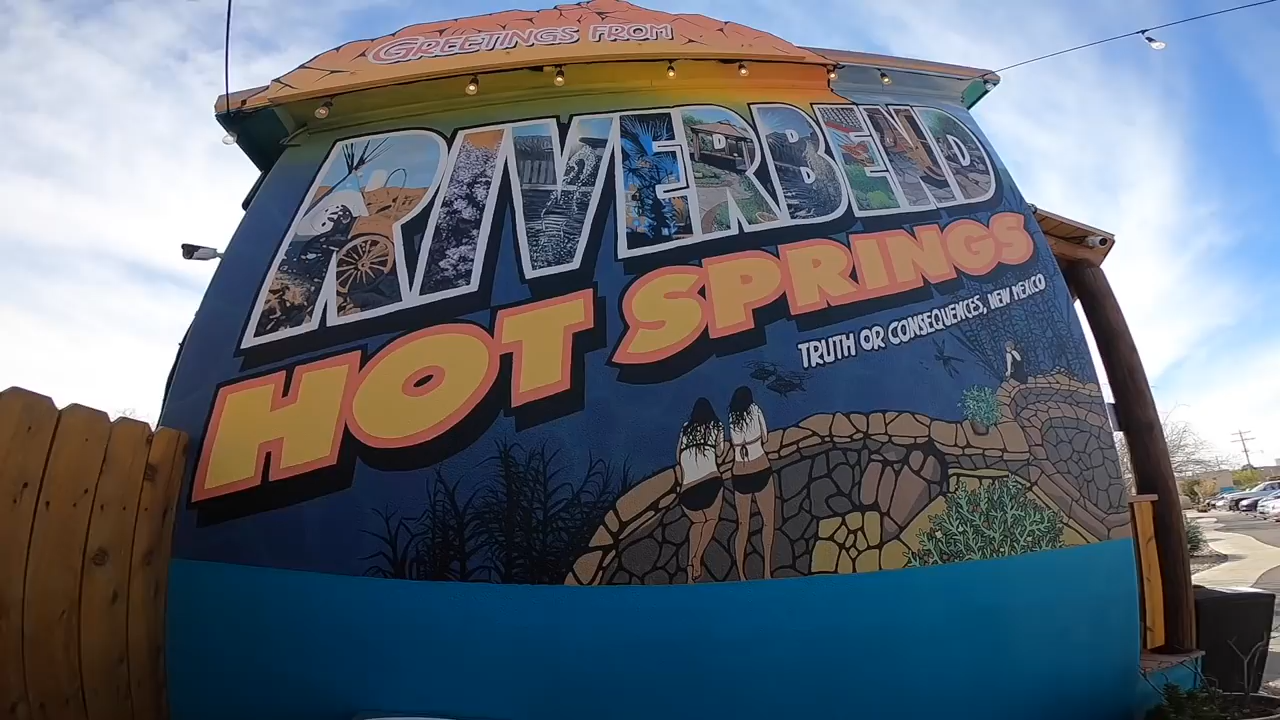 GREETINGS FROM
RIVERBEND
HOT SPRINGS
TRUTH OR CONSEQUENCES, NEW MEXICO